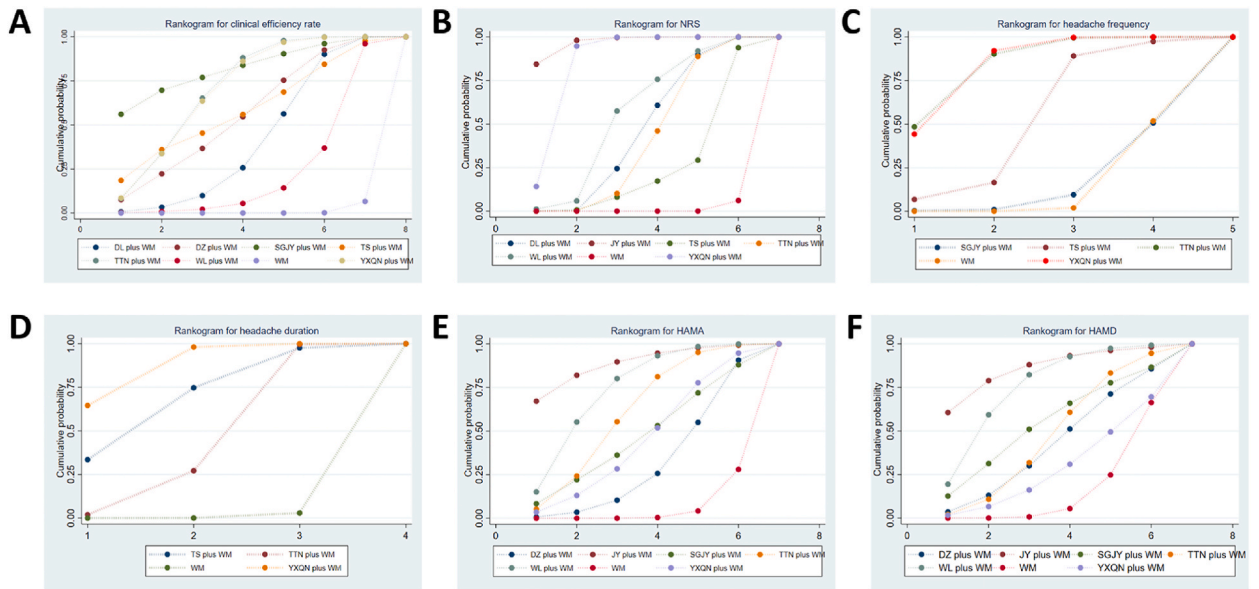 A
Rankogram for clinical efficiency rate
Cumulative probability
0.00 0.25 0.5 0.75 1.00
0 2 4 6 8
DL plus WM DZ plus WM SGJY plus WM TS plus WM
TTN plus WM WL plus WM WM YXQN plus WM
B
Rankogram for NRS
Cumulative probability
0.00 0.25 0.5 0.75 1.00
0 2 4 6 8
DL plus WM JY plus WM TS plus WM TTN plus WM
WL plus WM WM YXQN plus WM
C
Rankogram for headache frequency
Cumulative probability
0.00 0.25 0.5 0.75 1.00
1 2 3 4 5
SGJY plus WM TS plus WM TTN plus WM
WM YXQN plus WM
D
Rankogram for headache duration
Cumulative probability
0.00 0.25 0.5 0.75 1.00
1 2 3 4
TS plus WM TTN plus WM
WM YXQN plus WM
E
Rankogram for HAMA
Cumulative probability
0.00 0.25 0.50 0.75 1.00
0 2 4 6 8
DZ plus WM JY plus WM SGJY plus WM TTN plus WM
WL plus WM WM YXQN plus WM
F
Rankogram for HAMD
Cumulative probability
0.00 0.25 0.50 0.75 1.00
0 2 4 6 8
DZ plus WM JY plus WM SGJY plus WM TTN plus WM
WL plus WM WM YXQN plus WM